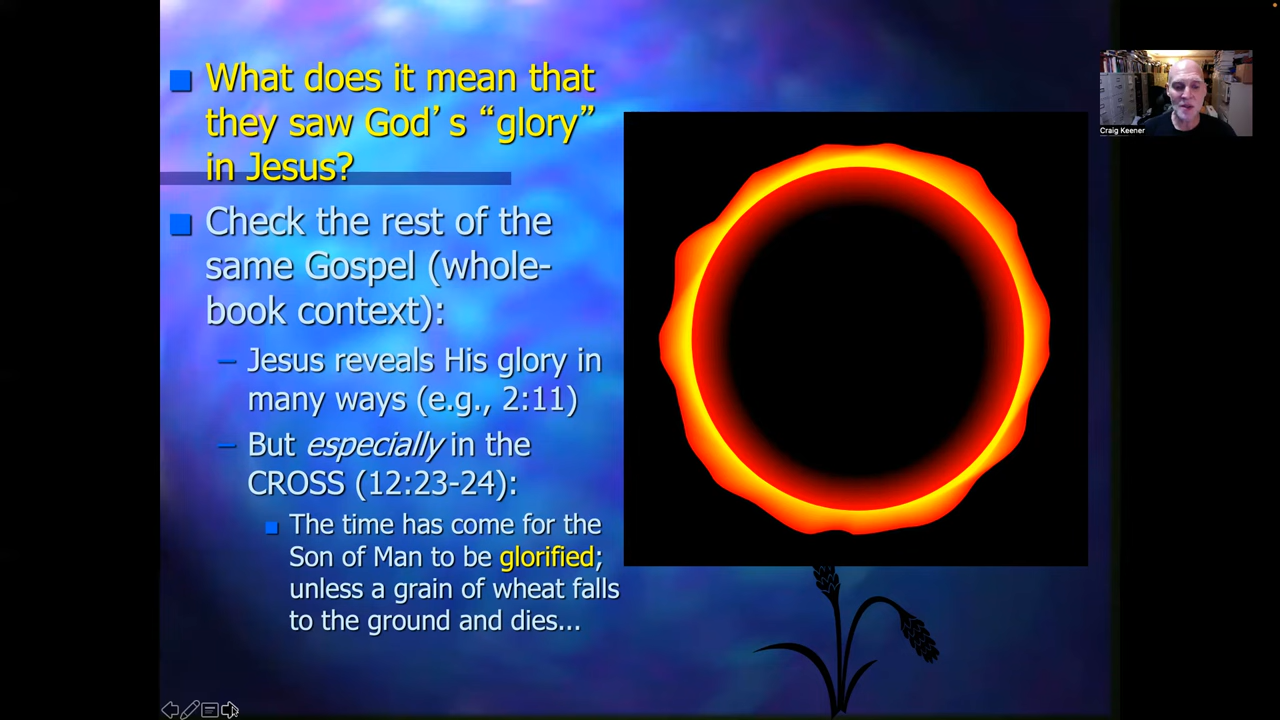 What does it mean that
they saw God’s “glory”
in Jesus?
Check the rest of the
same Gospel (whole-
book context):
– Jesus reveals His glory in
many ways (e.g., 2:11)
– But especially in the
CROSS (12:23-24):
The time has come for the
Son of Man to be glorified;
unless a grain of wheat falls
to the ground and dies...
Craig Keener